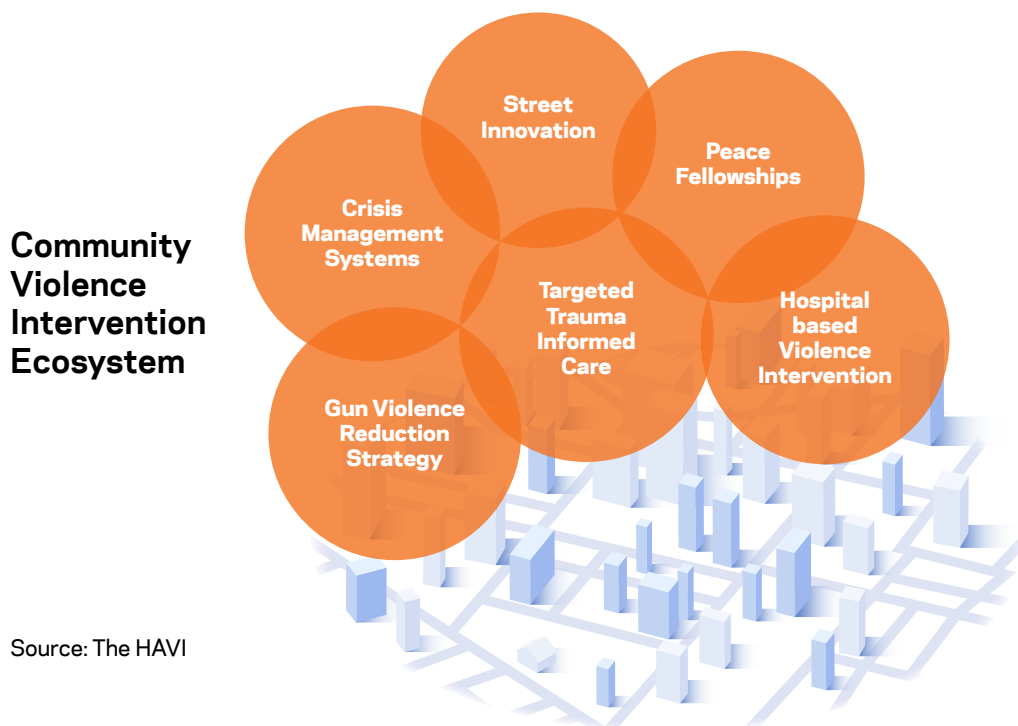 Community
Violence
Intervention
Ecosystem
Street
Innovation
Peace
Fellowships
Crisis
Management
Systems
Targeted
Trauma
Informed
Care
Hospital
based
Violence
Intervention
Gun Violence
Reduction
Strategy
Source: The HAVI